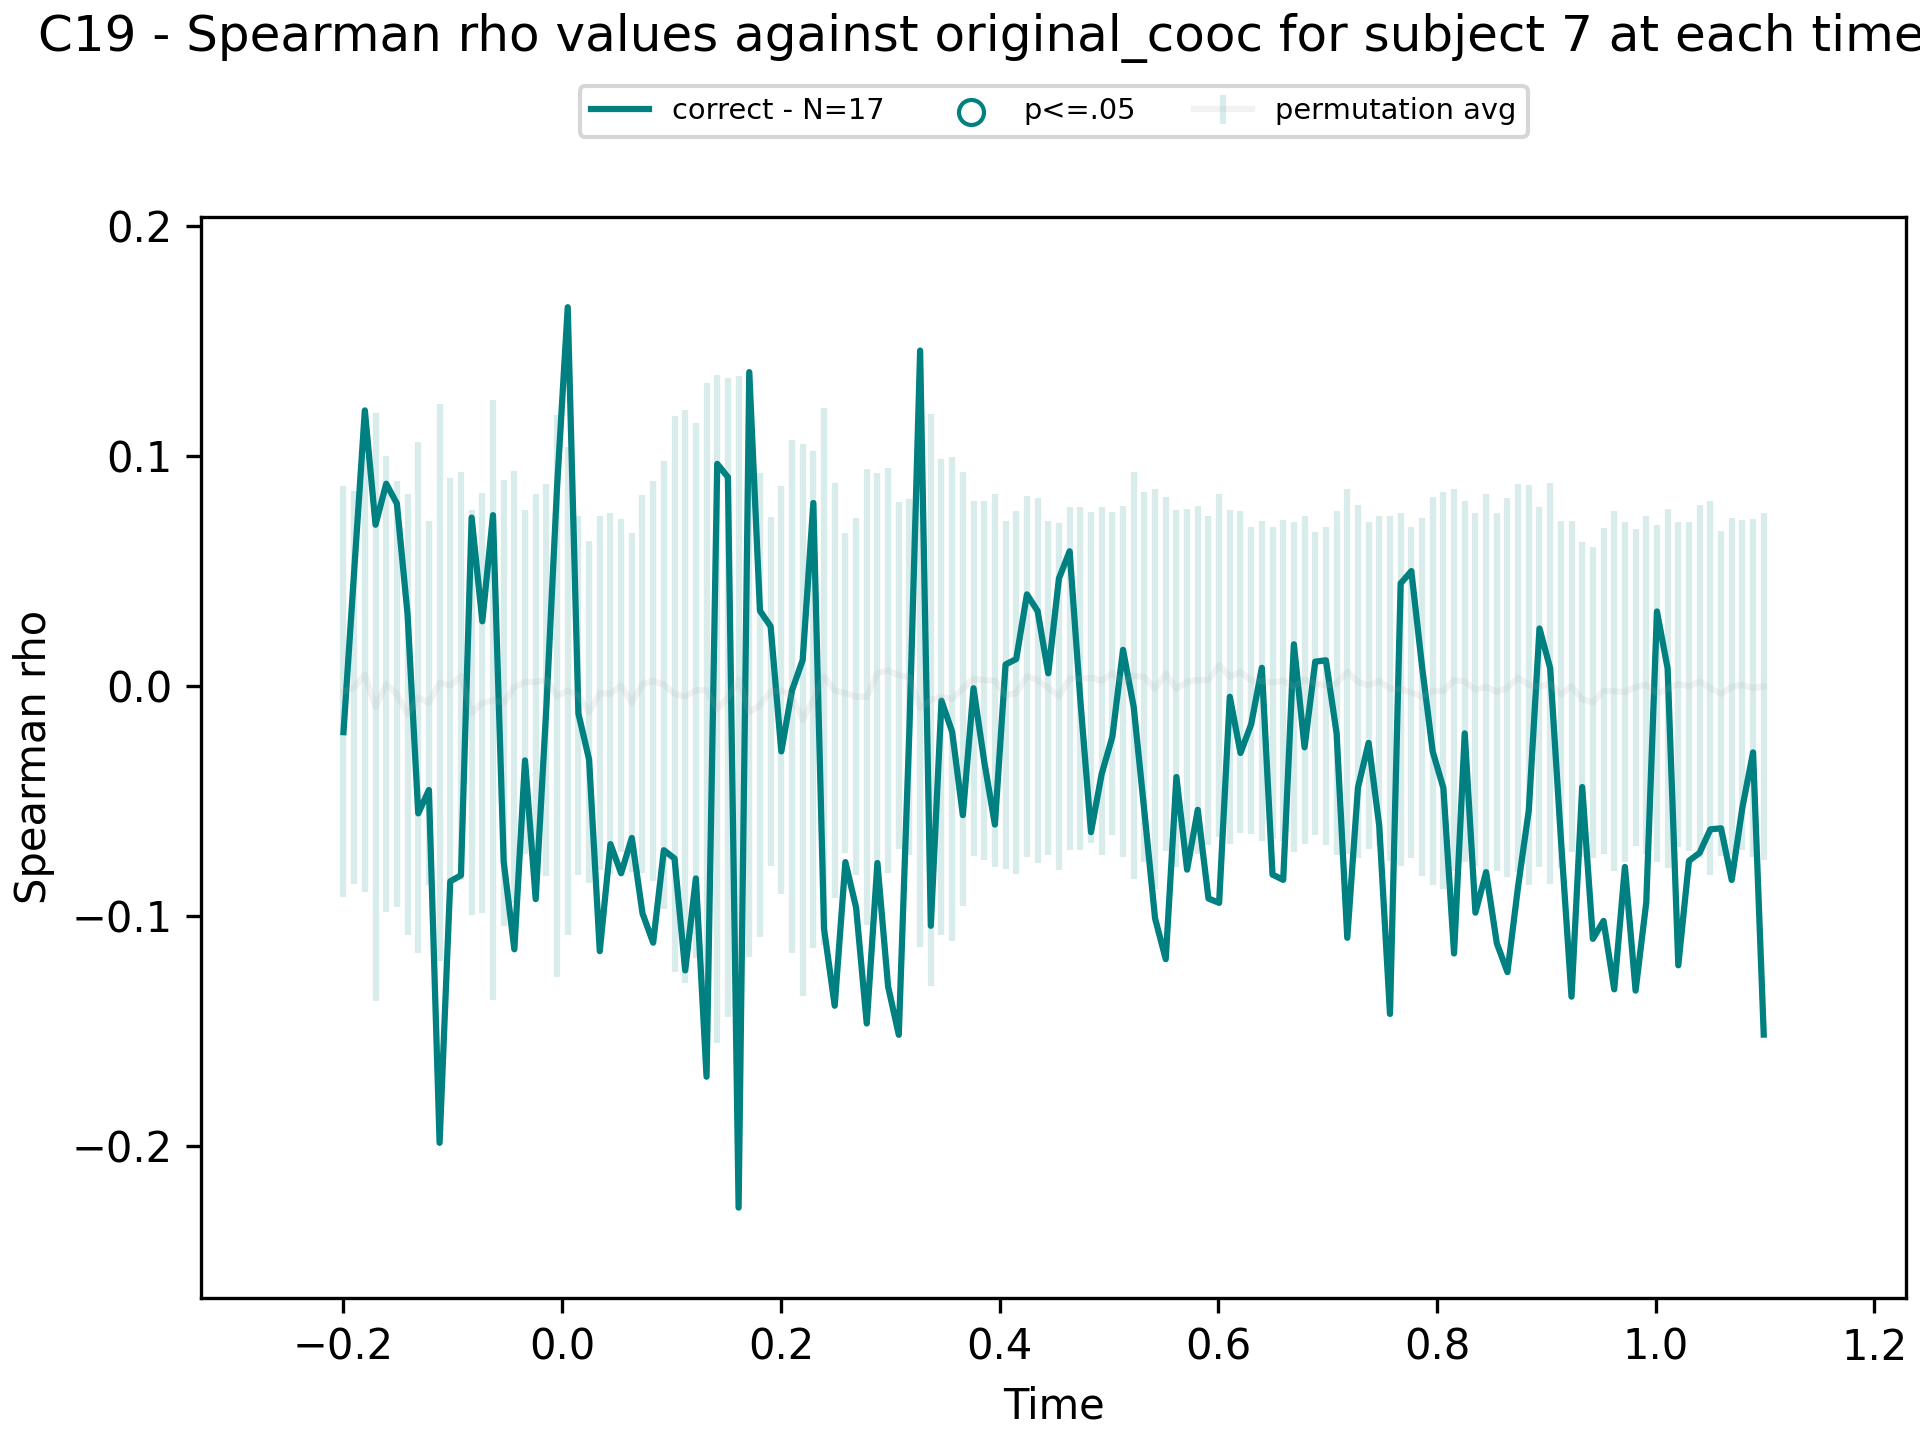 C19 - Spearman rho values against original_cooc for subject 7 at each time
correct - N=17 p<=.05 permutation avg
0.2
0.1
0.0
−0.1
−0.2
Spearman rho
−0.2 0.0 0.2 0.4 0.6 0.8 1.0 1.2
Time